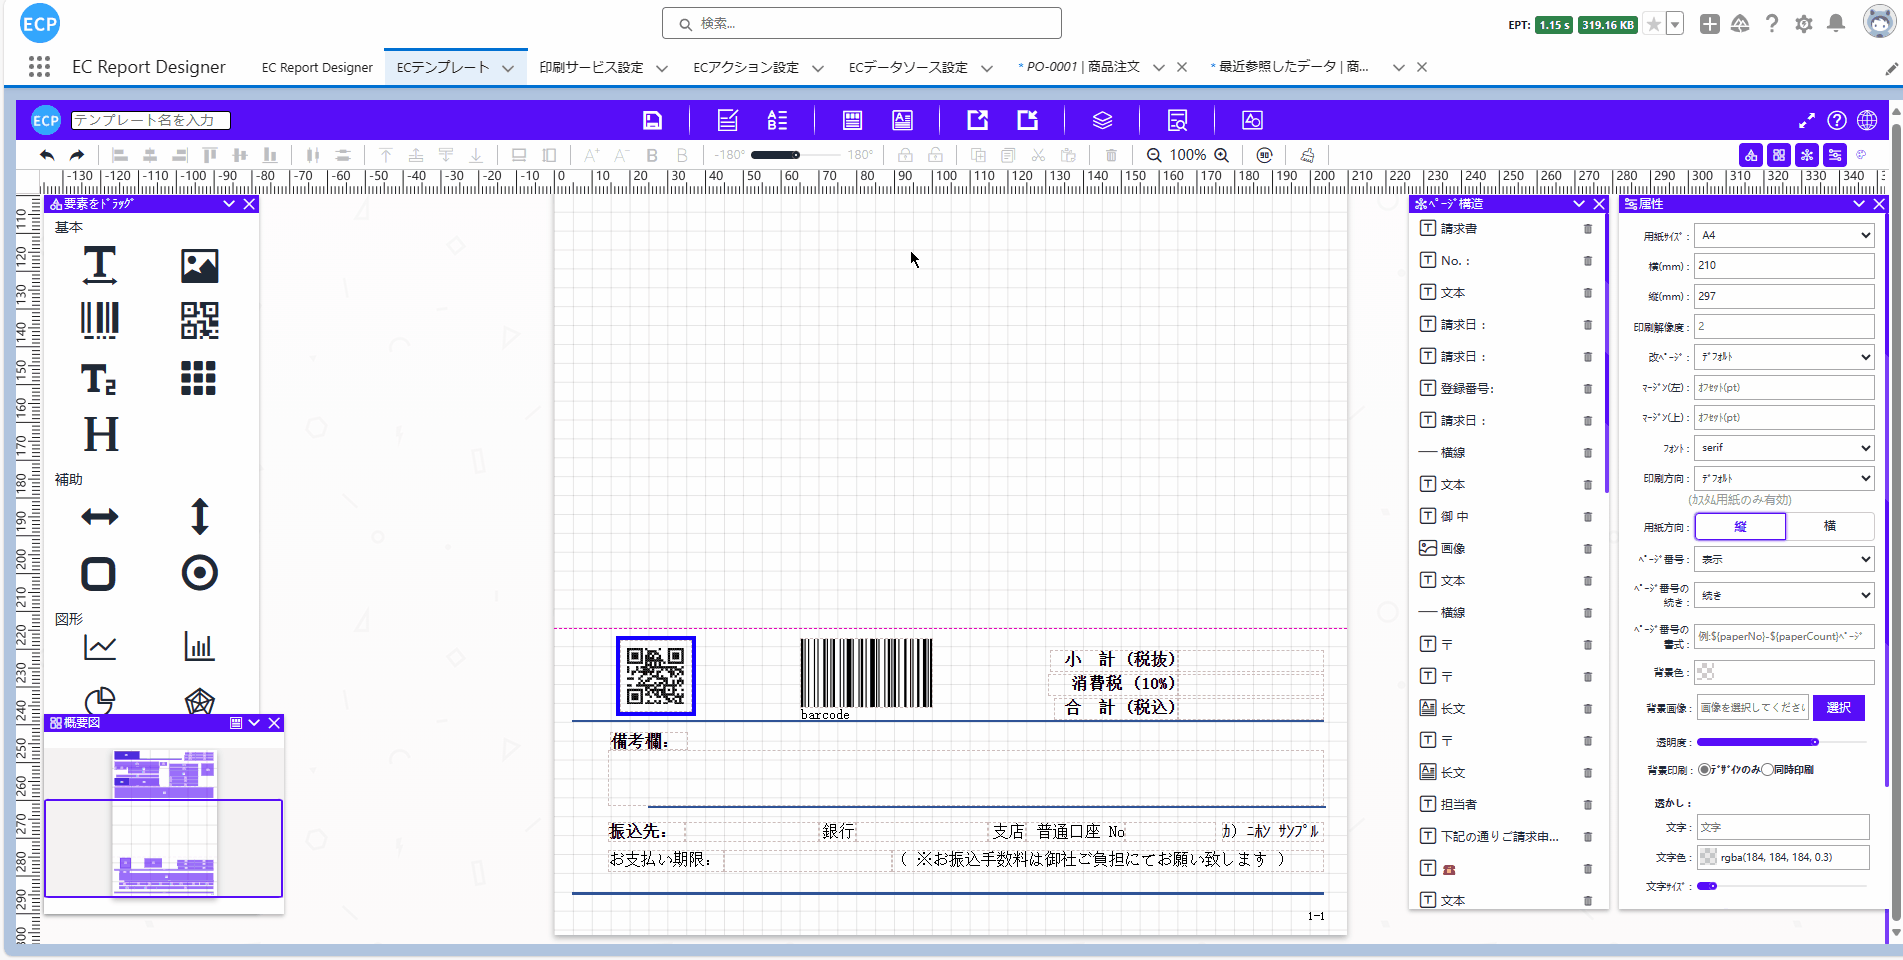 ECP
検索...
EPT: 1.15 s 319.16 KB
EC Report Designer
EC Report Designer
ECテンプレート
印刷サービス設定
ECアクション設定
ECデータソース設定
* PO-0001 | 商品注文
* 最近参照したデータ | 商...
ECP
テンプレート名を入力
-180° 180°
100%
-130 -120 -110 -100 -90 -80 -70 -60 -50 -40 -30 -20 -10 0 10 20 30 40 50 60 70 80 90 100 110 120 130 140 150 160 170 180 190 200 210 220 230 240 250 260 270 280 290 300 310 320 330 340
110
120
130
140
150
160
170
180
190
200
210
220
230
240
250
260
270
280
290
300
要素をﾄﾞﾗｯｸﾞ
基本
補助
図形
概要図
barcode
小　計 (税抜)
消費税 (10%)
合　計 (税込)
備考欄:
振込先:
銀行
支店
普通口座 No
ｶ) ﾆﾎﾝ ｻﾝﾌﾟﾙ
お支払い期限:
( ※お振込手数料は御社ご負担にてお願い致します )
1-1
ﾍﾟｰｼﾞ構造
請求書
No. :
文本
請求日 :
請求日 :
登録番号:
請求日 :
横線
文本
御 中
画像
文本
横線
〒
〒
长文
〒
长文
担当者
下記の通りご請求申...
☎
文本
属性
用紙ｻｲｽﾞ : A4
横(mm) : 210
縦(mm) : 297
印刷解像度 : 2
改ﾍﾟｰｼﾞ : ﾃﾞﾌｫﾙﾄ
ﾏｰｼﾞﾝ(左) : ｵﾌｾｯﾄ(pt)
ﾏｰｼﾞﾝ(上) : ｵﾌｾｯﾄ(pt)
ﾌｫﾝﾄ : serif
印刷方向 : ﾃﾞﾌｫﾙﾄ
(ｶｽﾀﾑ用紙のみ有効)
用紙方向 : 縦 横
ﾍﾟｰｼﾞ番号 : 表示
ﾍﾟｰｼﾞ番号の続き : 続き
ﾍﾟｰｼﾞ番号の書式 : 例:${paperNo}-${paperCount}ﾍﾟｰｼﾞ
背景色 :
背景画像 : 画像を選択してください 選択
透明度 :
背景印刷 : ﾃﾞｻﾞｲﾝのみ 同時印刷
透かし :
文字 : 文字
文字色 : rgba(184, 184, 184, 0.3)
文字ｻｲｽﾞ :